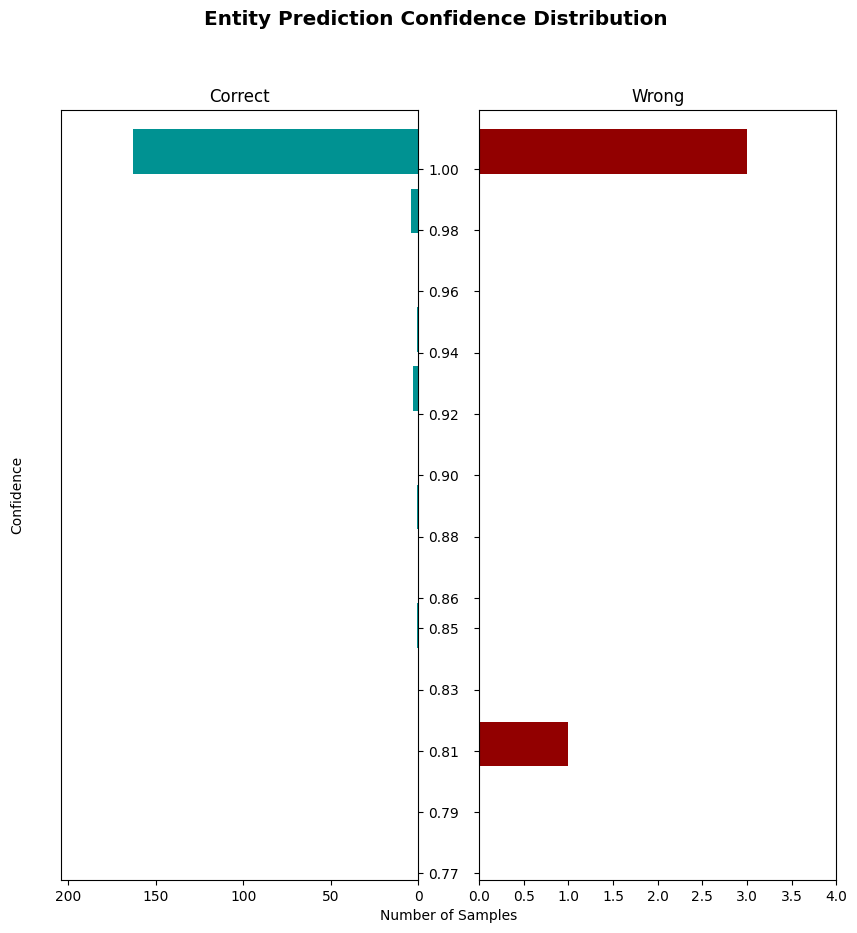 Entity Prediction Confidence Distribution
Correct
Wrong
1.00
0.98
0.96
0.94
0.92
0.90
0.88
0.86
0.85
0.83
0.81
0.79
0.77
Confidence
200 150 100 50 0
0.0 0.5 1.0 1.5 2.0 2.5 3.0 3.5 4.0
Number of Samples